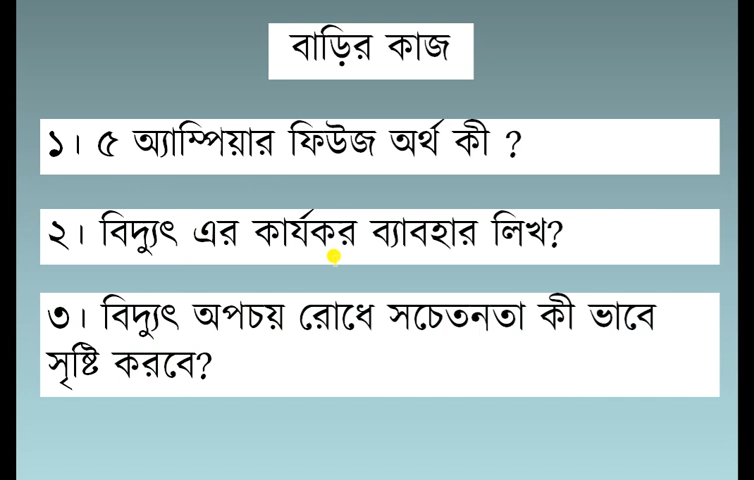 বাড়ির কাজ
১। ৫ অ্যাম্পিয়ার ফিউজ অর্থ কী ?
২। বিদ্যুৎ এর কার্যকর ব্যাবহার লিখ?
৩। বিদ্যুৎ অপচয় রোধে সচেতনতা কী ভাবে
সৃষ্টি করবে?